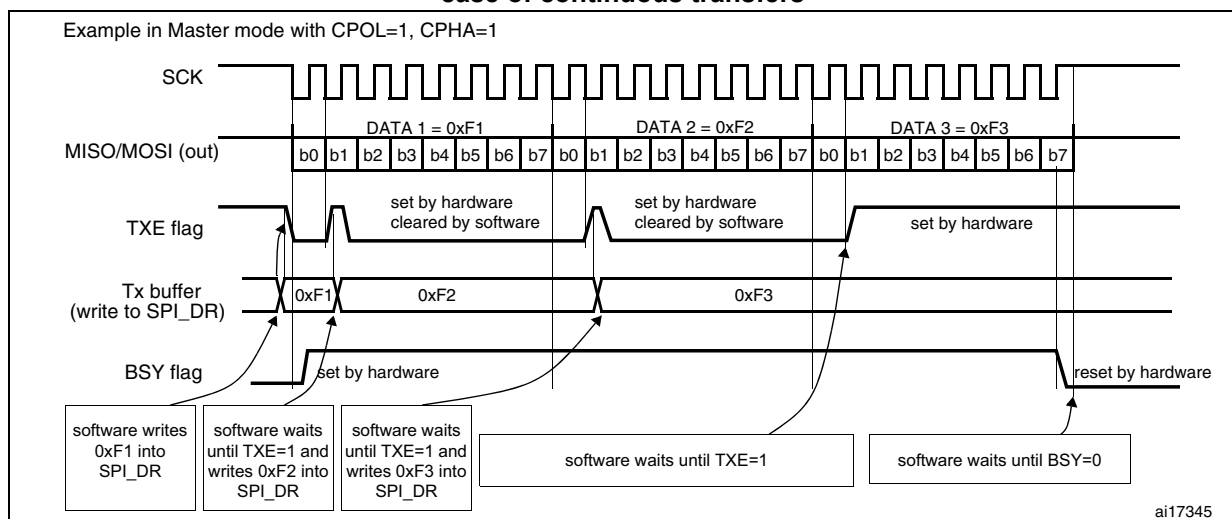 case of continuous transfers
Example in Master mode with CPOL=1, CPHA=1
SCK
DATA 1 = 0xF1
DATA 2 = 0xF2
DATA 3 = 0xF3
MISO/MOSI (out)
b0 b1 b2 b3 b4 b5 b6 b7 b0 b1 b2 b3 b4 b5 b6 b7 b0 b1 b2 b3 b4 b5 b6 b7
TXE flag
set by hardware
cleared by software
set by hardware
cleared by software
set by hardware
Tx buffer
(write to SPI_DR)
0xF1
0xF2
0xF3
BSY flag
set by hardware
reset by hardware
software writes
0xF1 into
SPI_DR
software waits
until TXE=1 and
writes 0xF2 into
SPI_DR
software waits
until TXE=1 and
writes 0xF3 into
SPI_DR
software waits until TXE=1
software waits until BSY=0
ai17345